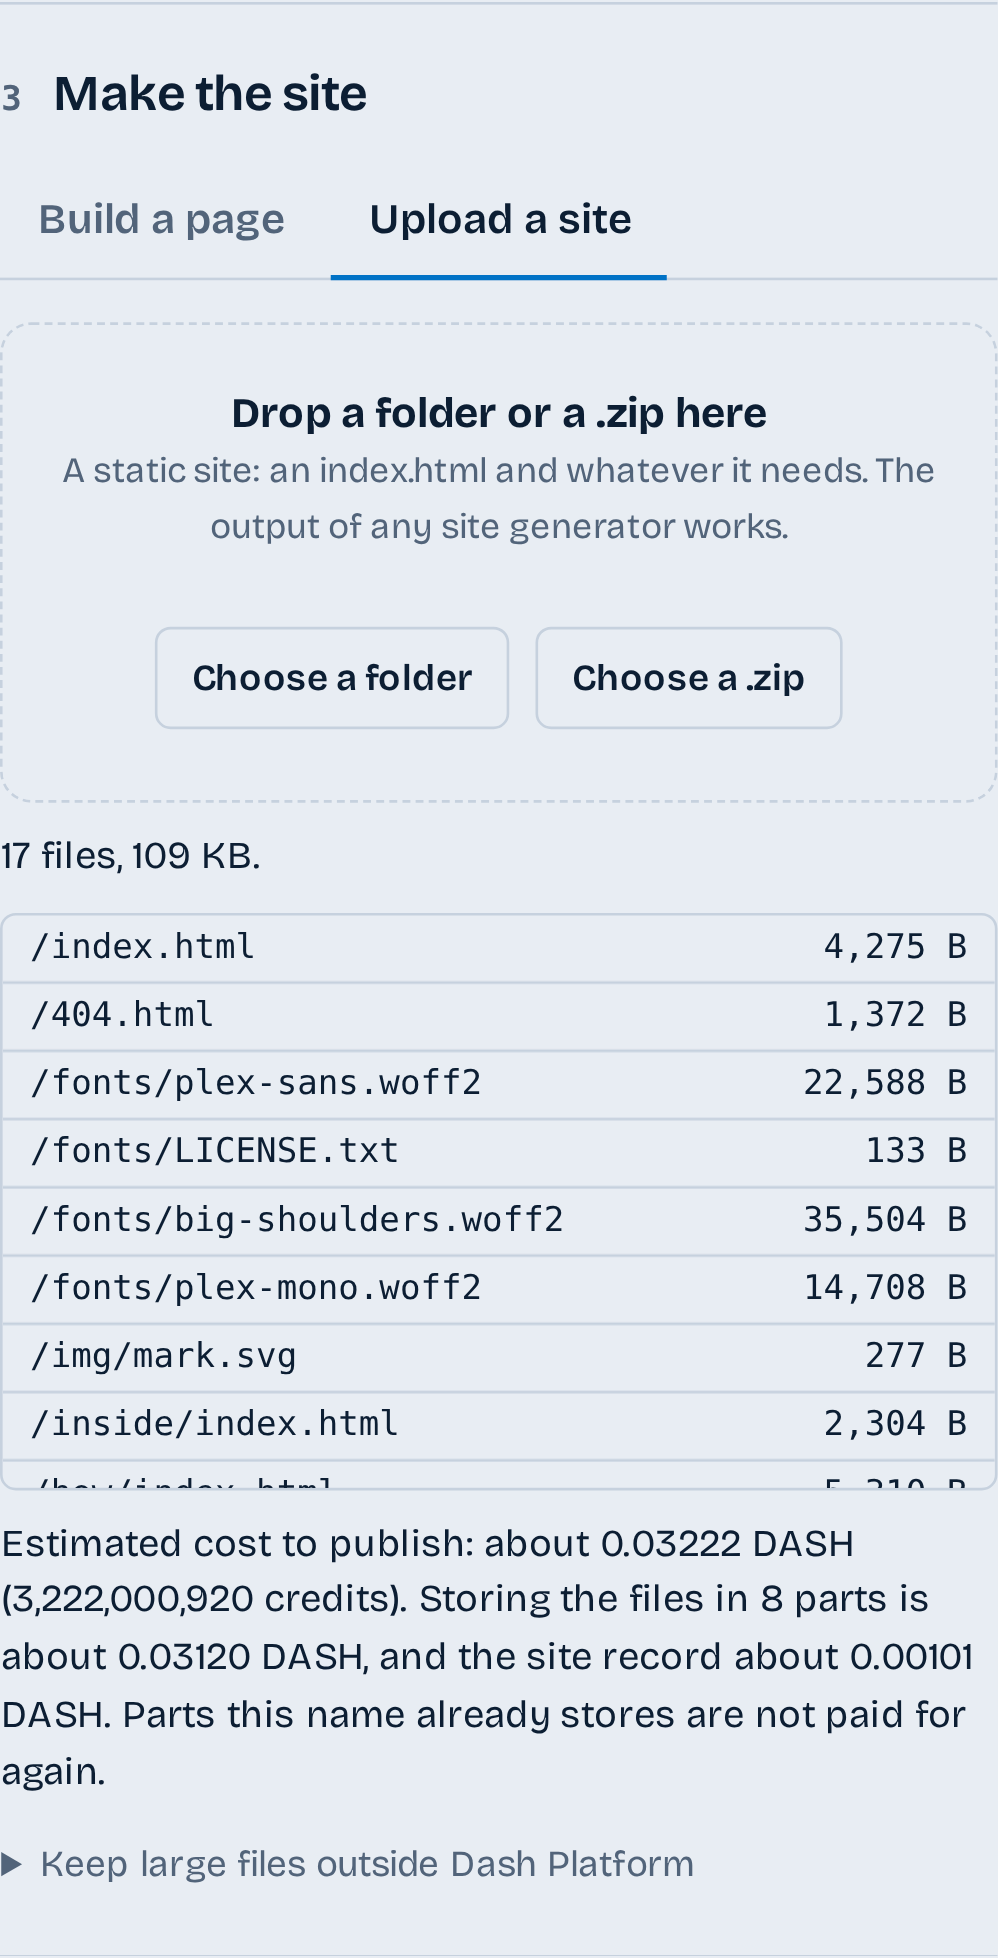 3 Make the site
Build a page Upload a site
Drop a folder or a .zip here
A static site: an index.html and whatever it needs. The
output of any site generator works.
Choose a folder Choose a .zip
17 files, 109 KB.
/index.html 4,275 B
/404.html 1,372 B
/fonts/plex-sans.woff2 22,588 B
/fonts/LICENSE.txt 133 B
/fonts/big-shoulders.woff2 35,504 B
/fonts/plex-mono.woff2 14,708 B
/img/mark.svg 277 B
/inside/index.html 2,304 B
/how/index.html 5,310 B
Estimated cost to publish: about 0.03222 DASH
(3,222,000,920 credits). Storing the files in 8 parts is
about 0.03120 DASH, and the site record about 0.00101
DASH. Parts this name already stores are not paid for
again.
▶ Keep large files outside Dash Platform